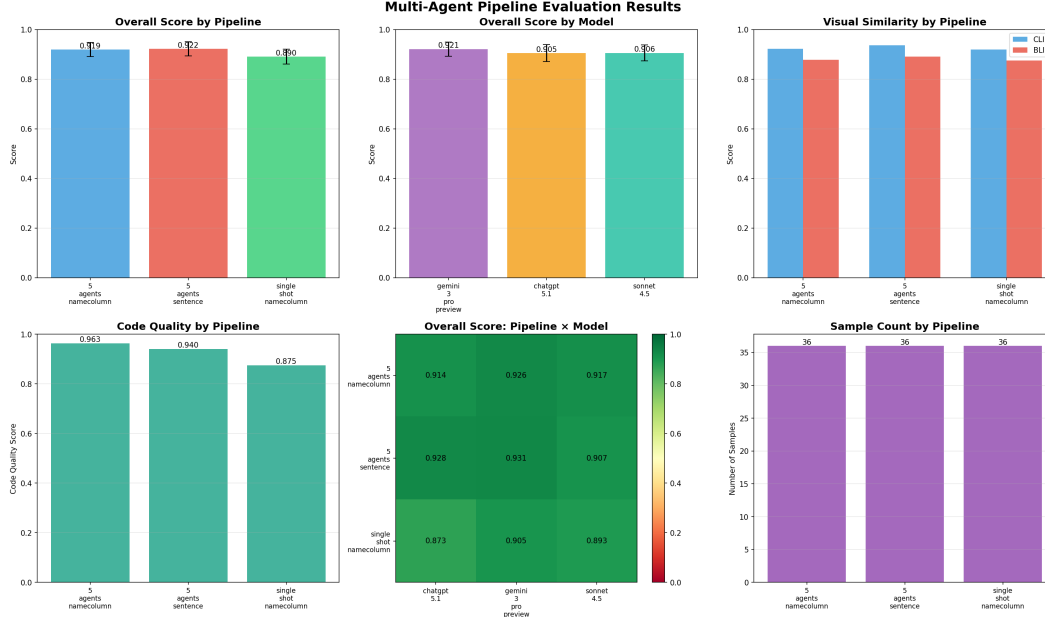 Multi-Agent Pipeline Evaluation Results
Overall Score by Pipeline
Score
1.0
0.8
0.6
0.4
0.2
0.0
0.919
0.922
0.890
5
agents
namecolumn
5
agents
sentence
single
shot
namecolumn
Overall Score by Model
Score
1.0
0.8
0.6
0.4
0.2
0.0
0.921
0.905
0.906
gemini
3
pro
preview
chatgpt
5.1
sonnet
4.5
Visual Similarity by Pipeline
Score
1.0
0.8
0.6
0.4
0.2
0.0
CLI
BLI
5
agents
namecolumn
5
agents
sentence
single
shot
namecolumn
Code Quality by Pipeline
Code Quality Score
1.0
0.8
0.6
0.4
0.2
0.0
0.963
0.940
0.875
5
agents
namecolumn
5
agents
sentence
single
shot
namecolumn
Overall Score: Pipeline × Model
5
agents
namecolumn
0.914 0.926 0.917
5
agents
sentence
0.928 0.931 0.907
single
shot
namecolumn
0.873 0.905 0.893
chatgpt
5.1
gemini
3
pro
preview
sonnet
4.5
1.0
0.8
0.6
0.4
0.2
0.0
Sample Count by Pipeline
Number of Samples
35
30
25
20
15
10
5
0
36
36
36
5
agents
namecolumn
5
agents
sentence
single
shot
namecolumn